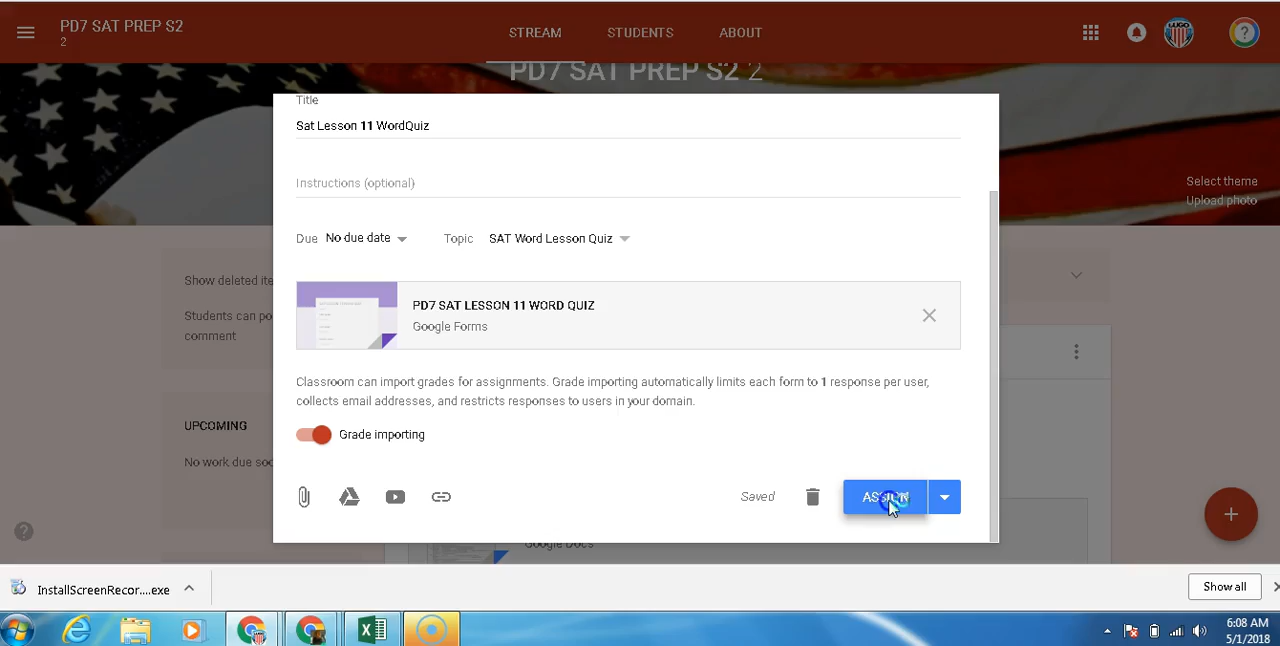 PD7 SAT PREP S2
2
STREAM
STUDENTS
ABOUT
LUGO
?
PD7 SAT PREP S2 2
Select theme
Upload photo
Title
Sat Lesson 11 WordQuiz
Instructions (optional)
Due No due date
Topic SAT Word Lesson Quiz
Show deleted ite
Students can po
comment
PD7 SAT LESSON 11 WORD QUIZ
Google Forms
Classroom can import grades for assignments. Grade importing automatically limits each form to 1 response per user,
collects email addresses, and restricts responses to users in your domain.
UPCOMING
Grade importing
No work due soo
Saved
ASSIGN
Google Docs
InstallScreenRecor....exe
Show all
6:08 AM
5/1/2018